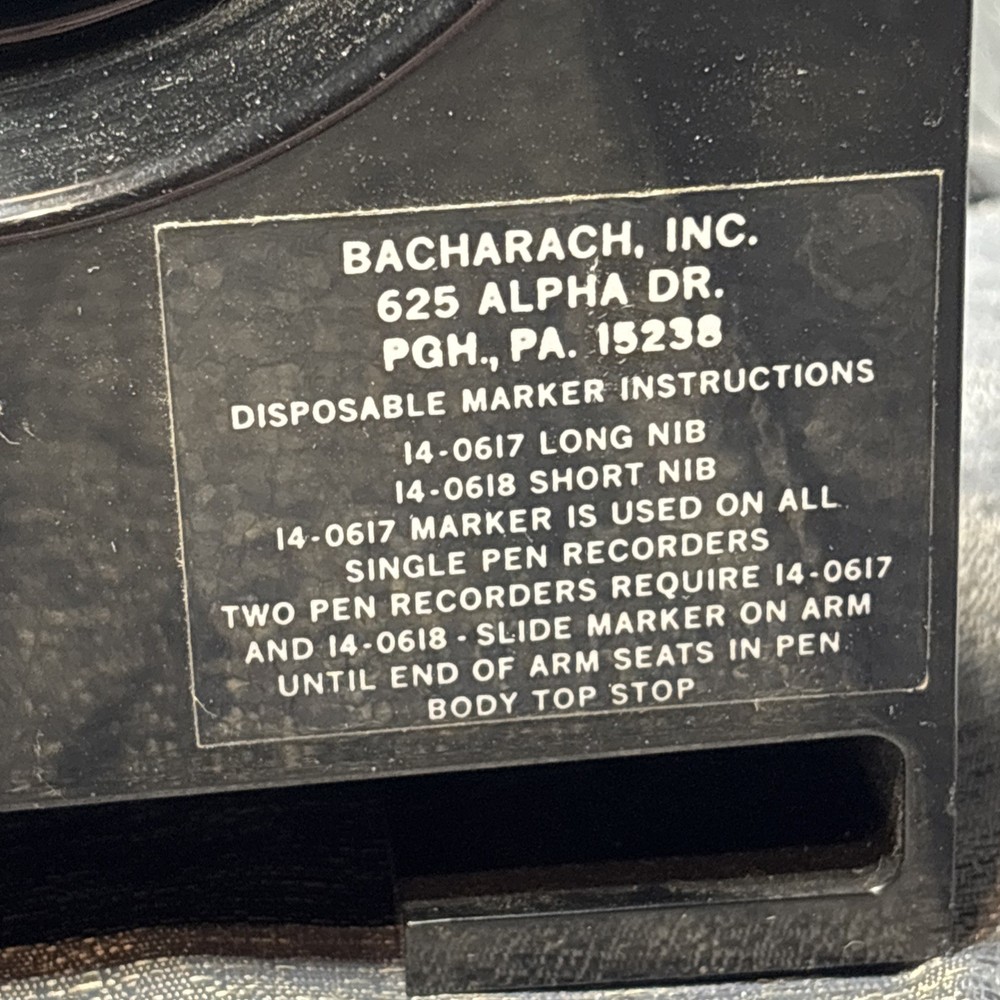 BACHARACH, INC.
625 ALPHA DR.
PGH., PA. 15238
DISPOSABLE MARKER INSTRUCTIONS
14-0617 LONG NIB
14-0618 SHORT NIB
14-0617 MARKER IS USED ON ALL
SINGLE PEN RECORDERS
TWO PEN RECORDERS REQUIRE 14-0617
AND 14-0618 - SLIDE MARKER ON ARM
UNTIL END OF ARM SEATS IN PEN
BODY TOP STOP